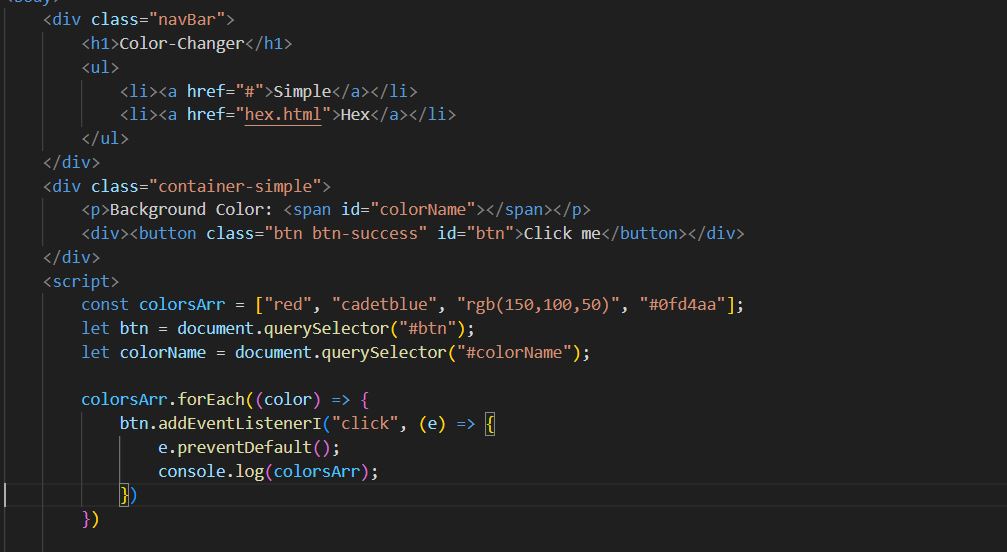 <body>
<div class="navBar">
<h1>Color-Changer</h1>
<ul>
<li><a href="#">Simple</a></li>
<li><a href="hex.html">Hex</a></li>
</ul>
</div>
<div class="container-simple">
<p>Background Color: <span id="colorName"></span></p>
<div><button class="btn btn-success" id="btn">Click me</button></div>
</div>
<script>
const colorsArr = ["red", "cadetblue", "rgb(150,100,50)", "#0fd4aa"];
let btn = document.querySelector("#btn");
let colorName = document.querySelector("#colorName");
colorsArr.forEach((color) => {
btn.addEventListenerI("click", (e) => {
e.preventDefault();
console.log(colorsArr);
})
})